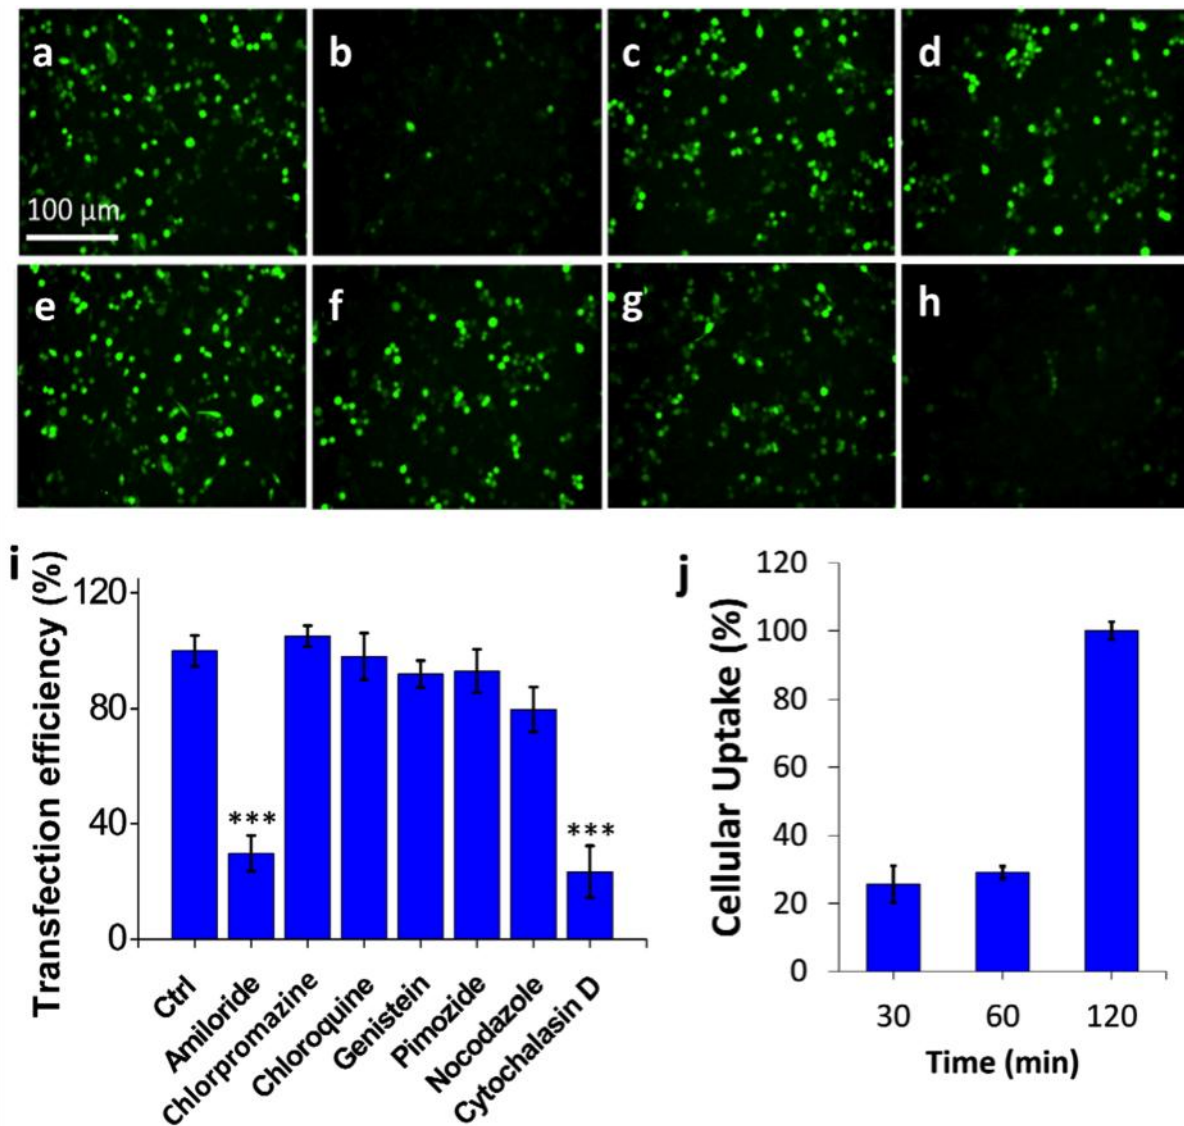 a
b
c
d
100 µm
e
f
g
h
i
Transfection efficiency (%)
120
80
40
0
***
***
Ctrl
Amiloride
Chlorpromazine
Chloroquine
Genistein
Pimozide
Nocodazole
Cytochalasin D
j
Cellular Uptake (%)
120
100
80
60
40
20
0
30 60 120
Time (min)